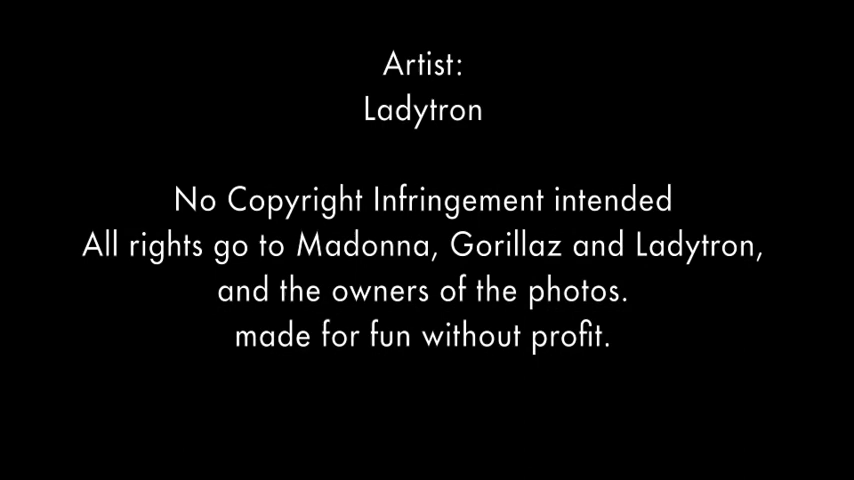 Artist:
Ladytron
No Copyright Infringement intended
All rights go to Madonna, Gorillaz and Ladytron,
and the owners of the photos.
made for fun without profit.